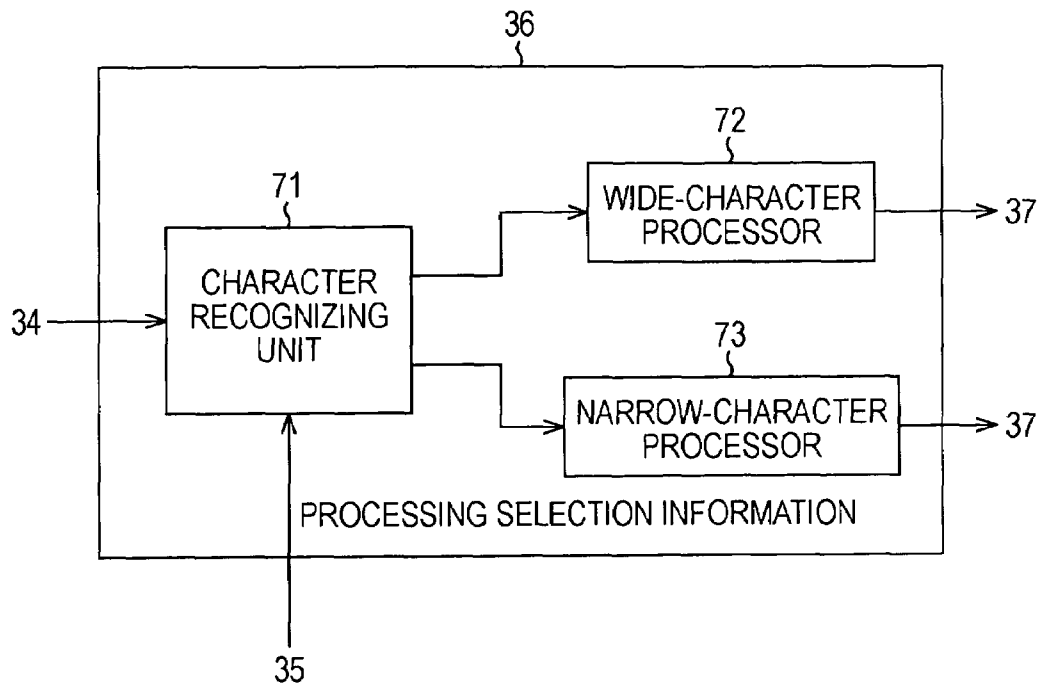 36
72
WIDE-CHARACTER
PROCESSOR
37
71
CHARACTER
RECOGNIZING
UNIT
34
73
NARROW-CHARACTER
PROCESSOR
37
PROCESSING SELECTION INFORMATION
35